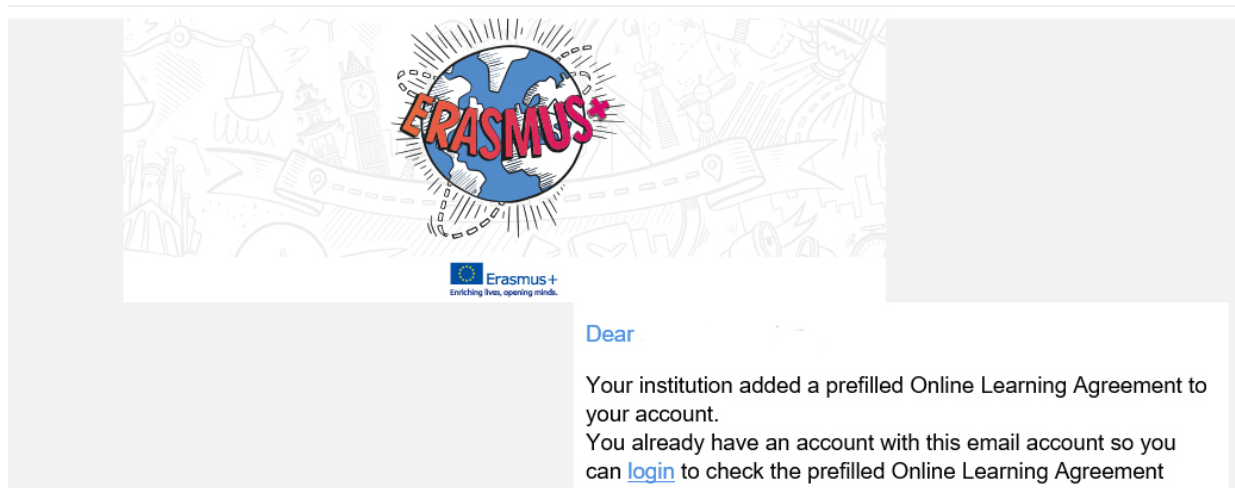 ERASMUS+
Erasmus+
Enriching lives, opening minds.
Dear
Your institution added a prefilled Online Learning Agreement to
your account.
You already have an account with this email account so you
can login to check the prefilled Online Learning Agreement